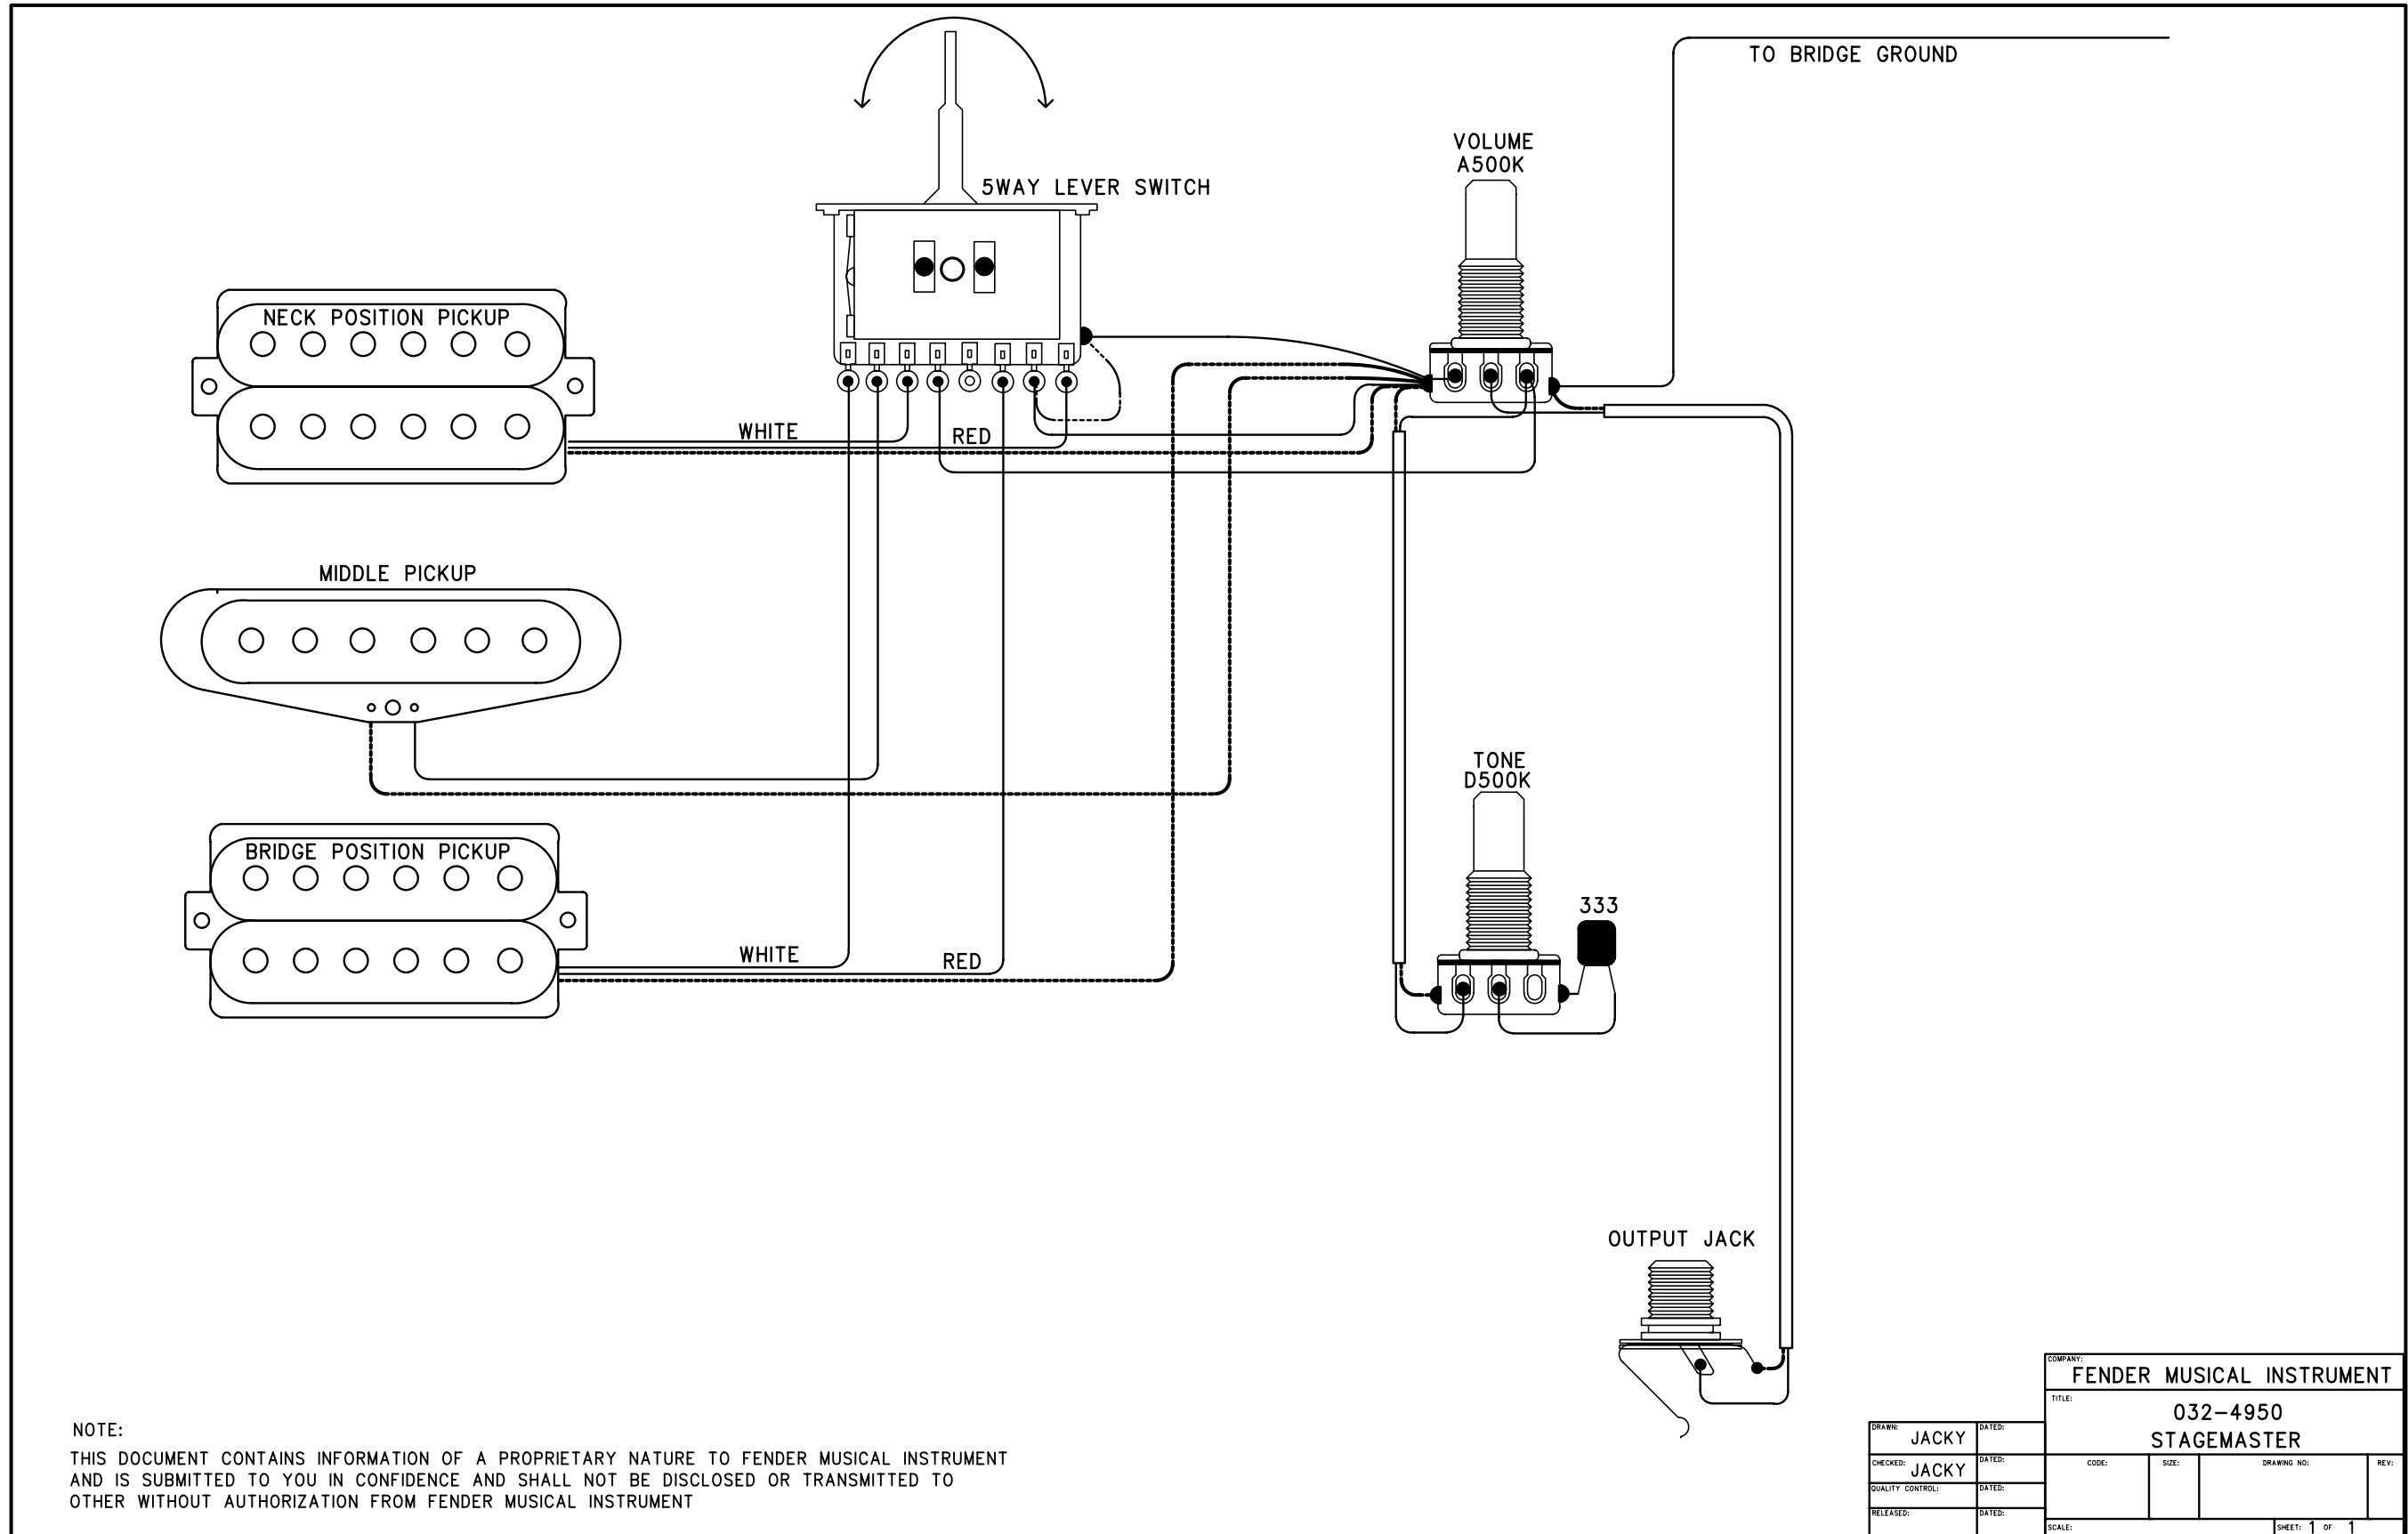 TO BRIDGE GROUND
VOLUME
A500K
5WAY LEVER SWITCH
NECK POSITION PICKUP
WHITE
RED
MIDDLE PICKUP
TONE
D500K
BRIDGE POSITION PICKUP
333
WHITE
RED
OUTPUT JACK
NOTE:
THIS DOCUMENT CONTAINS INFORMATION OF A PROPRIETARY NATURE TO FENDER MUSICAL INSTRUMENT
AND IS SUBMITTED TO YOU IN CONFIDENCE AND SHALL NOT BE DISCLOSED OR TRANSMITTED TO
OTHER WITHOUT AUTHORIZATION FROM FENDER MUSICAL INSTRUMENT
COMPANY:
FENDER MUSICAL INSTRUMENT
TITLE:
032-4950
STAGEMASTER
DRAWN: JACKY DATED:
CHECKED: JACKY DATED:
QUALITY CONTROL: DATED:
RELEASED: DATED:
CODE: SIZE: DRAWING NO: REV:
SCALE: SHEET: 1 OF 1